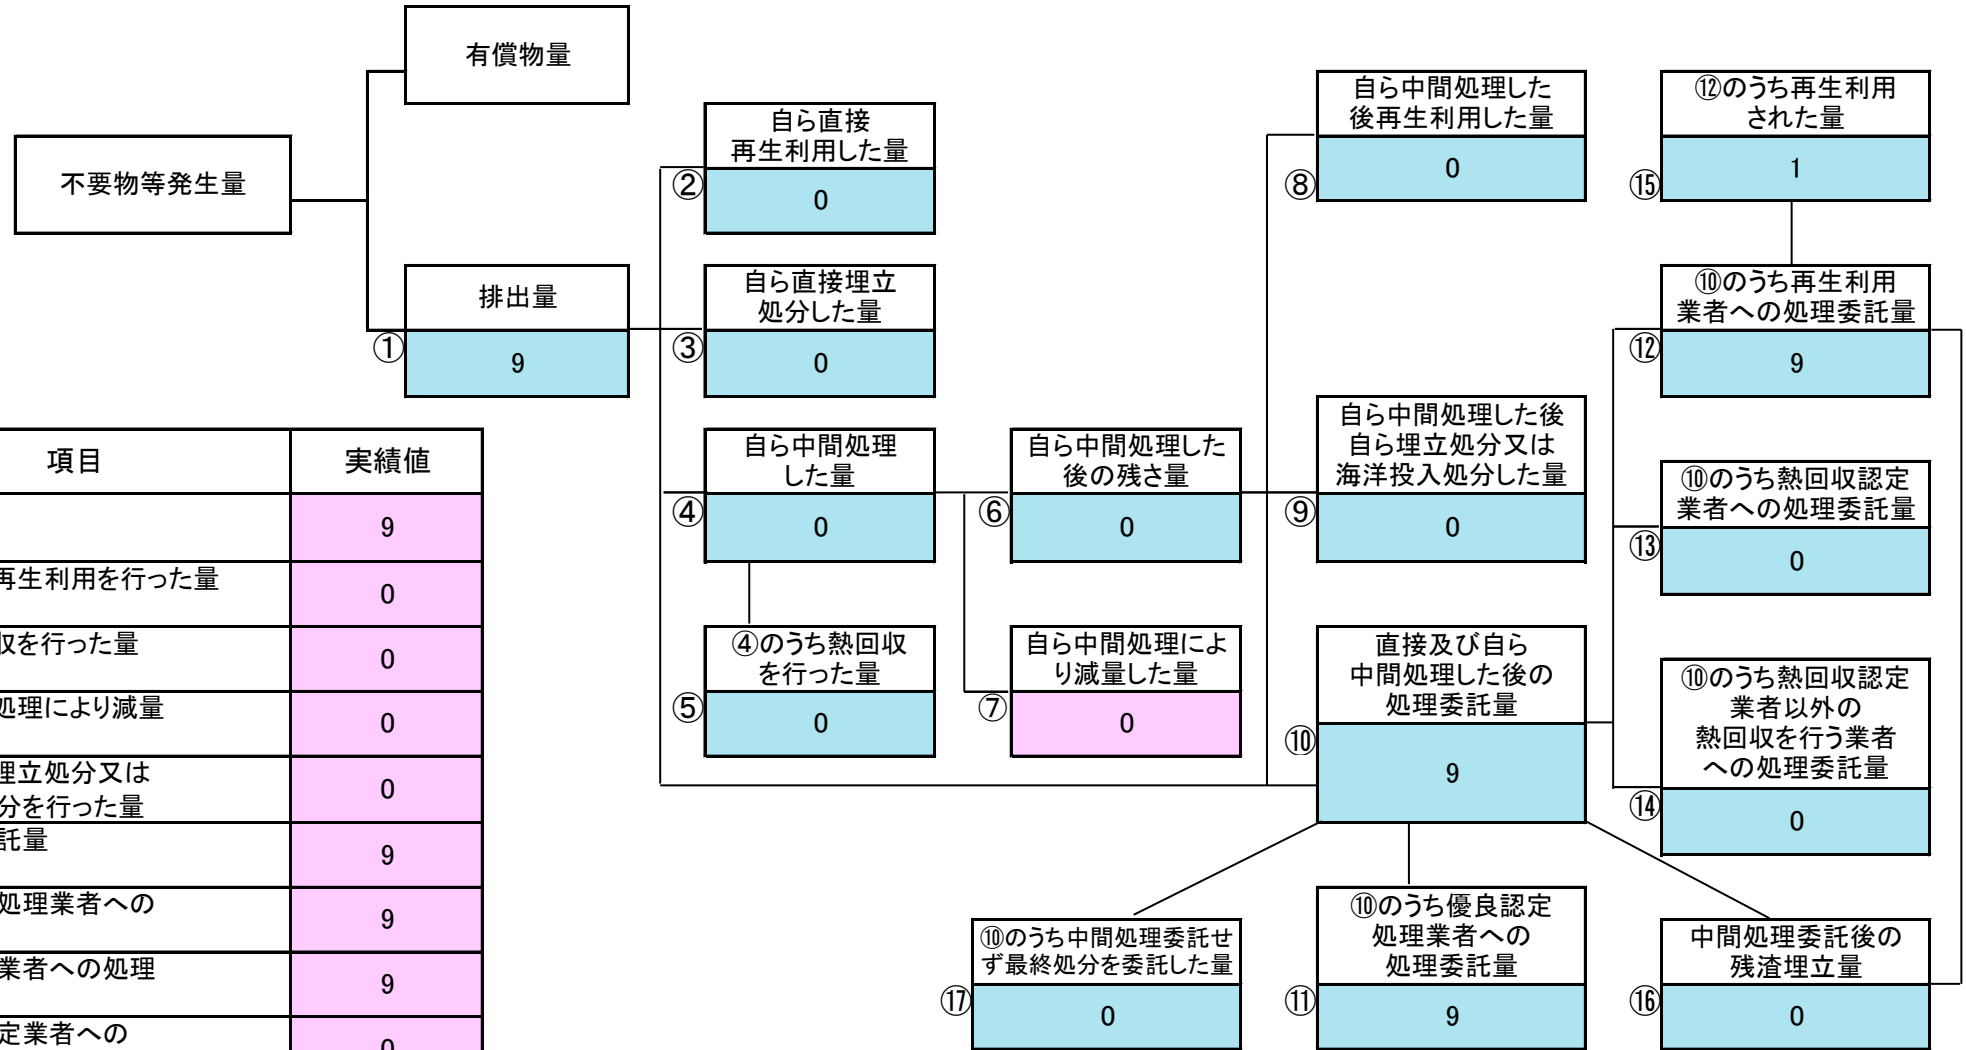 有償物量
不要物等発生量
排出量
①
9
自ら直接
再生利用した量
②
0
自ら直接埋立
処分した量
③
0
自ら中間処理
した量
④
0
④のうち熱回収
を行った量
⑤
0
自ら中間処理した
後の残さ量
⑥
0
自ら中間処理によ
り減量した量
⑦
0
自ら中間処理した
後再生利用した量
⑧
0
自ら中間処理した後
自ら埋立処分又は
海洋投入処分した量
⑨
0
直接及び自ら
中間処理した後の
処理委託量
⑩
9
⑫のうち再生利用
された量
⑮
1
⑩のうち再生利用
業者への処理委託量
⑫
9
⑩のうち熱回収認定
業者への処理委託量
⑬
0
⑩のうち熱回収認定
業者以外の
熱回収を行う業者
への処理委託量
⑭
0
⑩のうち中間処理委託せ
ず最終処分を委託した量
⑰
0
⑩のうち優良認定
処理業者への
処理委託量
⑪
9
中間処理委託後の
残渣埋立量
⑯
0
項目 実績値
9
再生利用を行った量 0
収を行った量 0
処理により減量 0
埋立処分又は
分を行った量 0
託量 9
処理業者への 9
業者への処理 9
定業者への 0